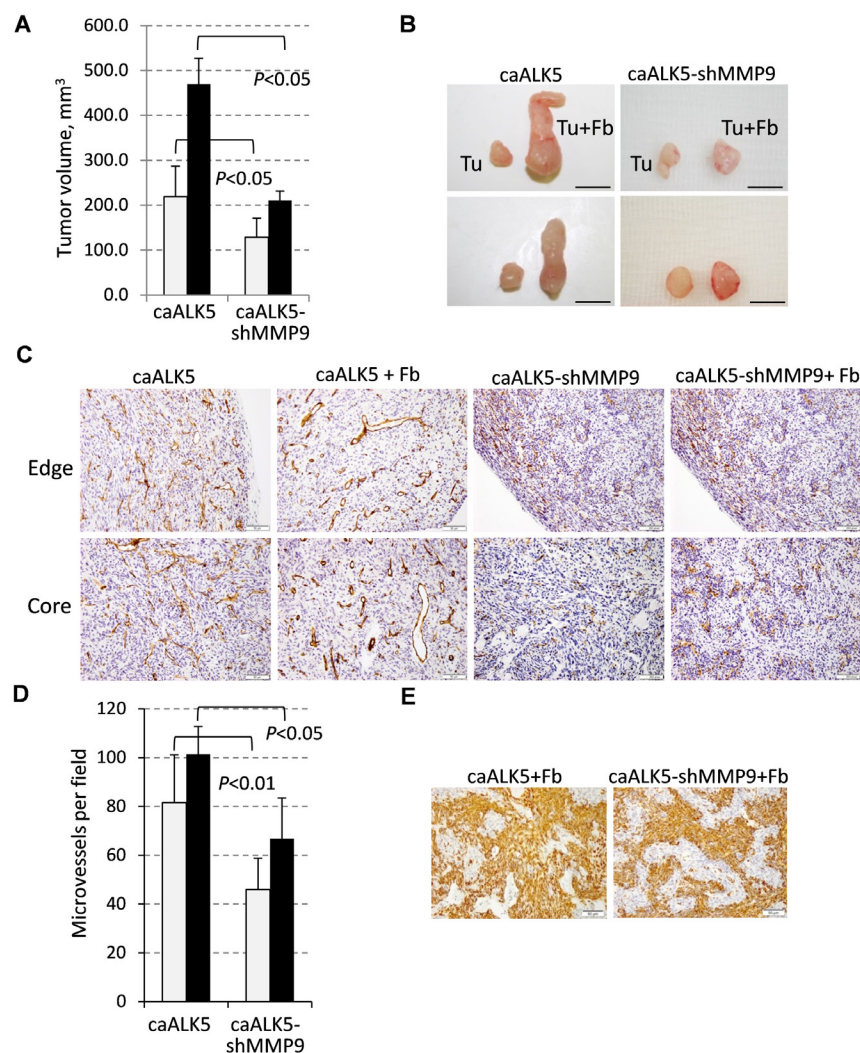 A
Tumor volume, mm³
600.0
500.0
400.0
300.0
200.0
100.0
0.0
P<0.05
P<0.05
caALK5
caALK5-
shMMP9
B
caALK5
caALK5-shMMP9
Tu
Tu+Fb
Tu
Tu+Fb
C
caALK5
caALK5 + Fb
caALK5-shMMP9
caALK5-shMMP9+ Fb
Edge
Core
D
Microvessels per field
120
100
80
60
40
20
0
P<0.05
P<0.01
caALK5
caALK5-
shMMP9
E
caALK5+Fb
caALK5-shMMP9+Fb